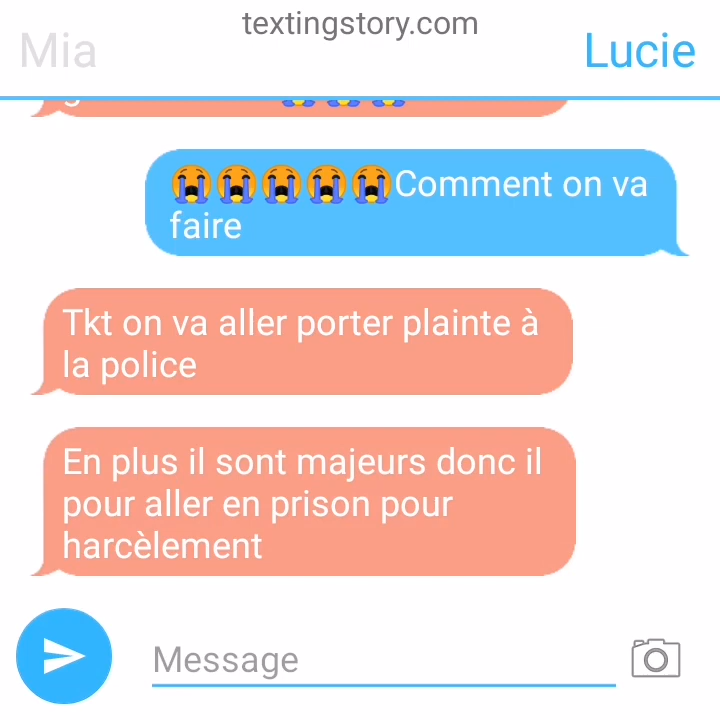 textingstory.com
Mia
Lucie
😭😭😭😭😭Comment on va
faire
Tkt on va aller porter plainte à
la police
En plus il sont majeurs donc il
pour aller en prison pour
harcèlement
Message